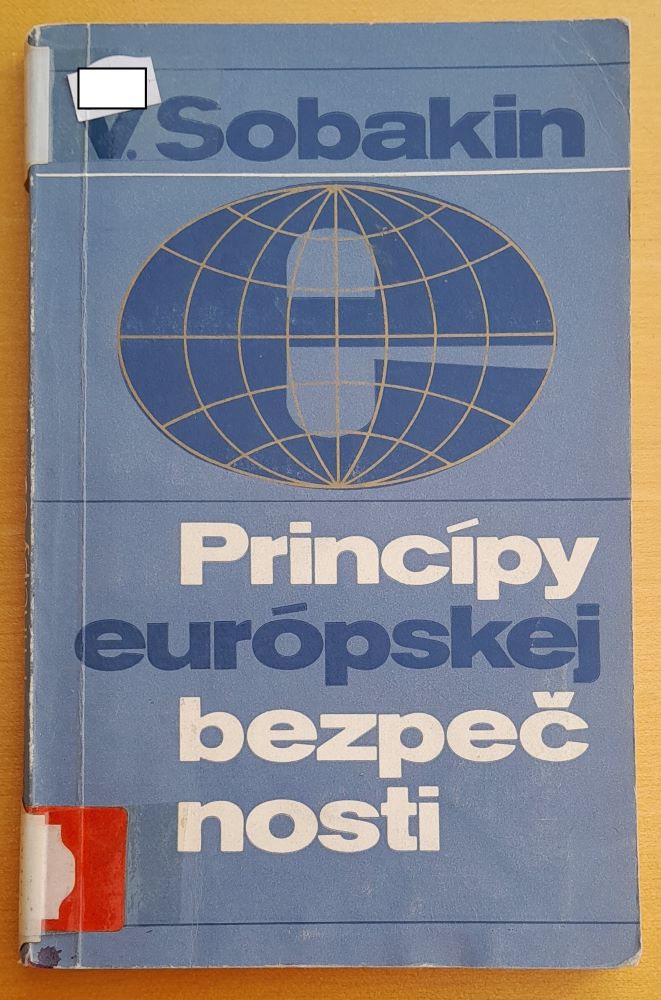 V. Sobakin
Princípy
európskej
bezpeč
nosti